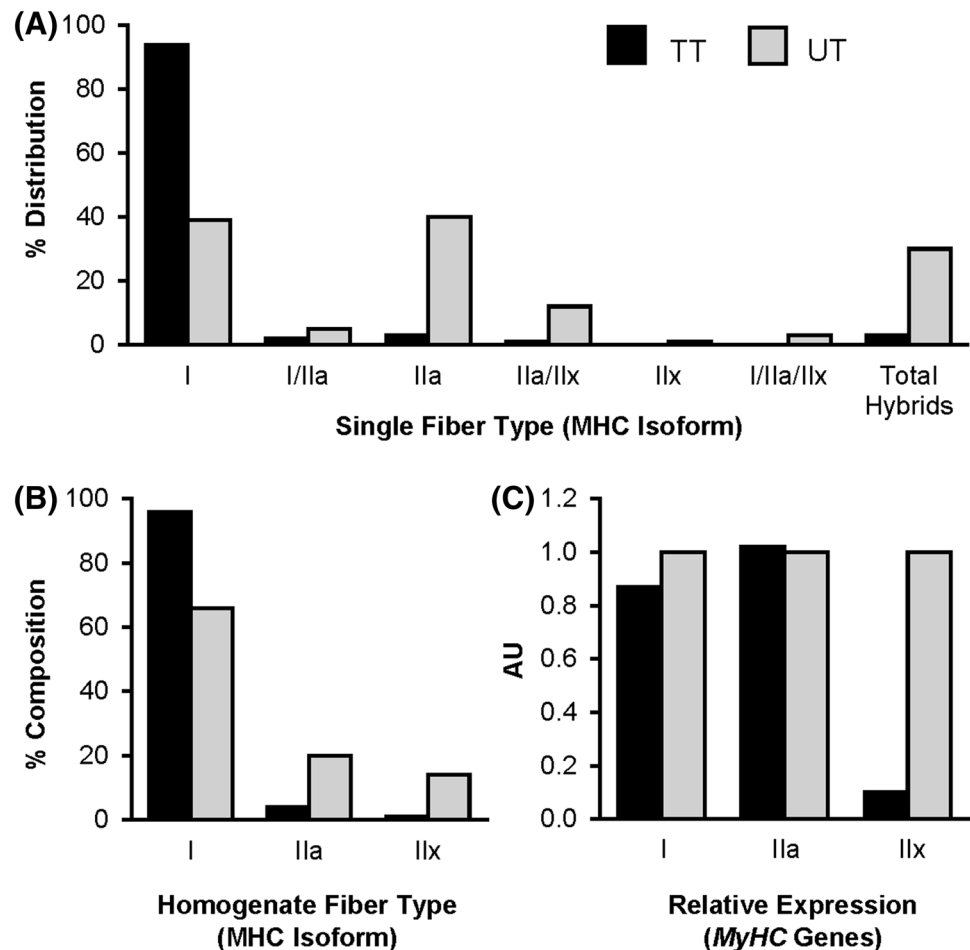 (A)
% Distribution
100
80
60
40
20
0
TT
UT
I
I/IIa
IIa
IIa/IIx
IIx
I/IIa/IIx
Total
Hybrids
Single Fiber Type (MHC Isoform)
(B)
% Composition
100
80
60
40
20
0
I
IIa
IIx
Homogenate Fiber Type
(MHC Isoform)
(C)
AU
1.2
1.0
0.8
0.6
0.4
0.2
0.0
I
IIa
IIx
Relative Expression
(MyHC Genes)